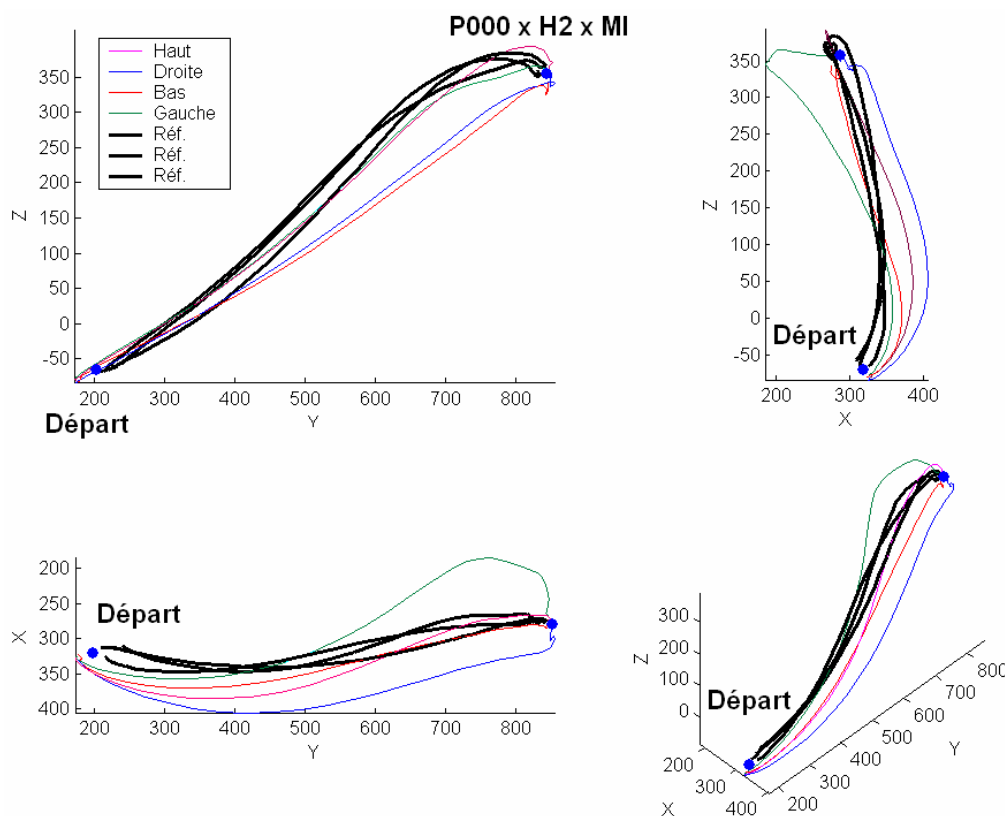 P000 x H2 x MI
Haut
Droite
Bas
Gauche
Réf.
Réf.
Réf.
350
300
250
200
150
100
50
0
-50
Z
200 300 400 500 600 700 800
Y
Départ
350
300
250
200
150
100
50
0
-50
Z
Départ
200 300 400
X
200
250
300
350
400
X
Départ
200 300 400 500 600 700 800
Y
300
200
100
0
Z
Départ
200
300
400
X
200
300
400
500
600
700
800
Y